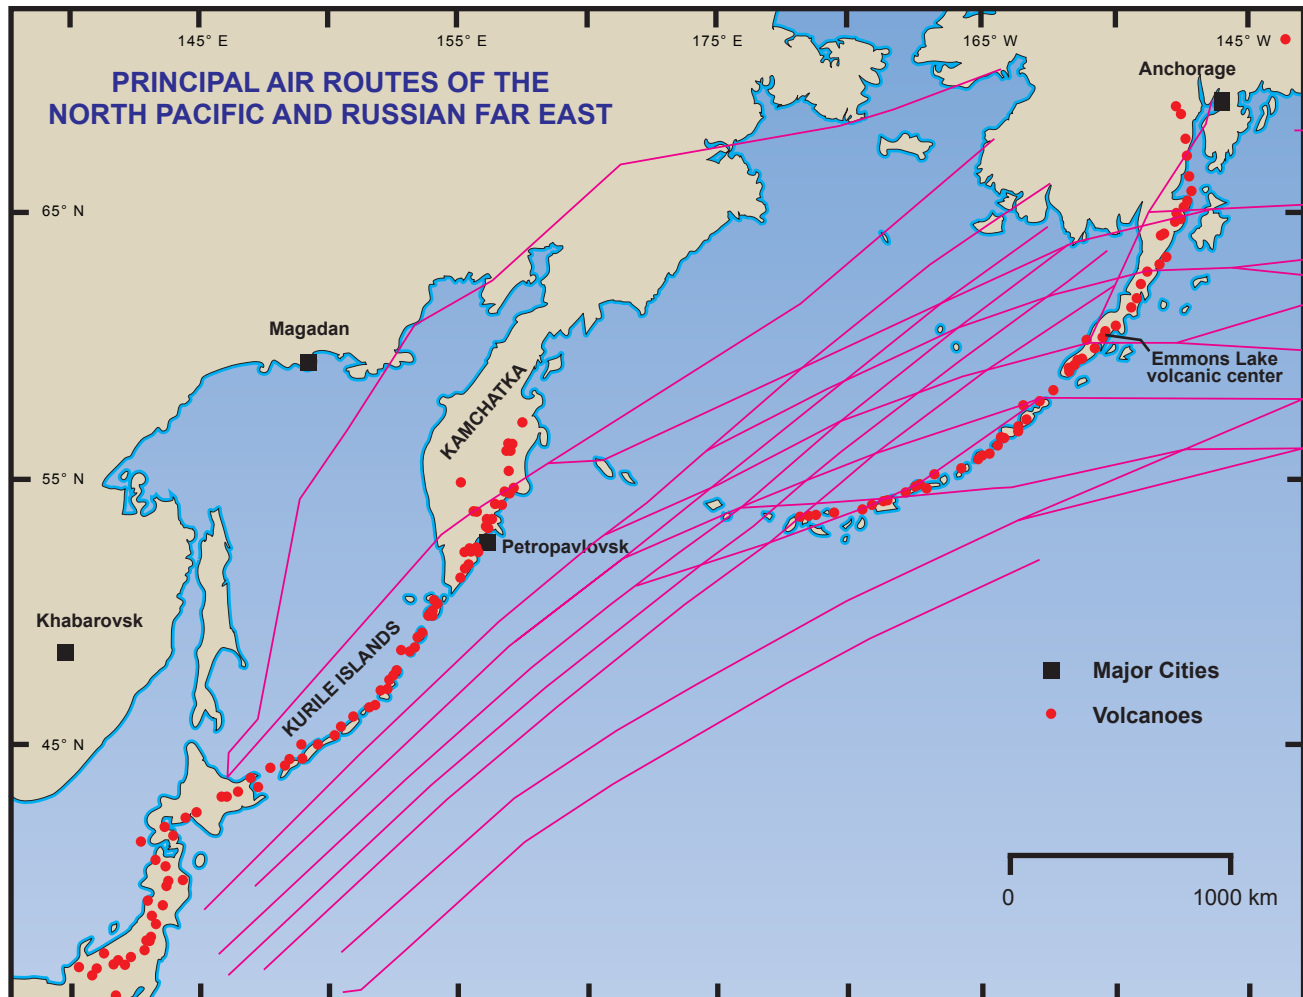 145° E
155° E
175° E
165° W
145° W
PRINCIPAL AIR ROUTES OF THE
NORTH PACIFIC AND RUSSIAN FAR EAST
Anchorage
65° N
Magadan
Emmons Lake
volcanic center
KAMCHATKA
55° N
Petropavlovsk
Khabarovsk
KURILE ISLANDS
Major Cities
Volcanoes
45° N
0
1000 km